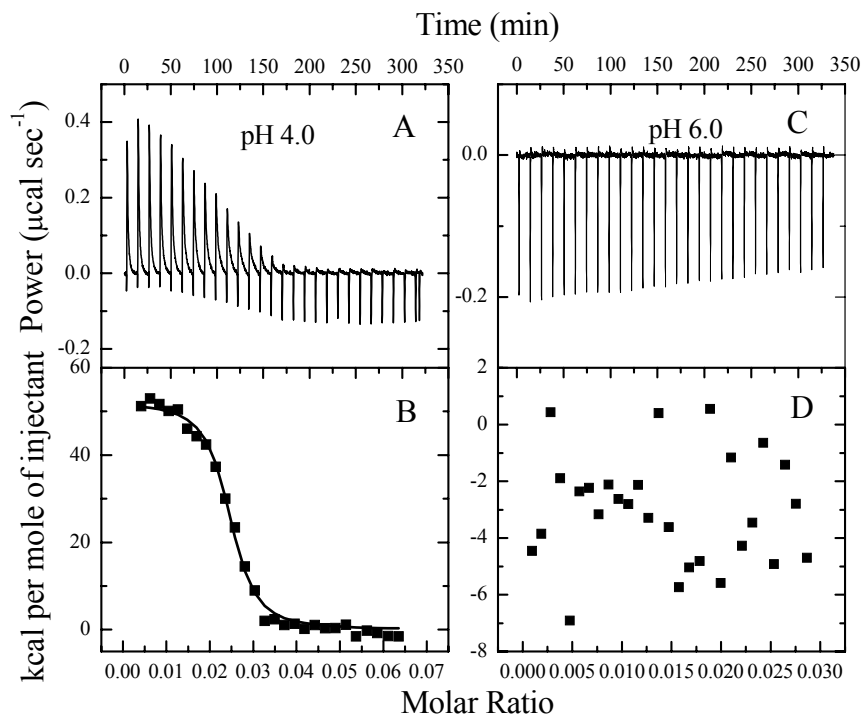 Time (min)
0 50 100 150 200 250 300 350
0 50 100 150 200 250 300 350
0.4
0.2
0.0
-0.2
pH 4.0
A
0.0
-0.2
pH 6.0
C
Power (μcal sec⁻¹)
kcal per mole of injectant
60
40
20
0
B
0.00 0.01 0.02 0.03 0.04 0.05 0.06 0.07
2
0
-2
-4
-6
-8
D
0.000 0.005 0.010 0.015 0.020 0.025 0.030
Molar Ratio